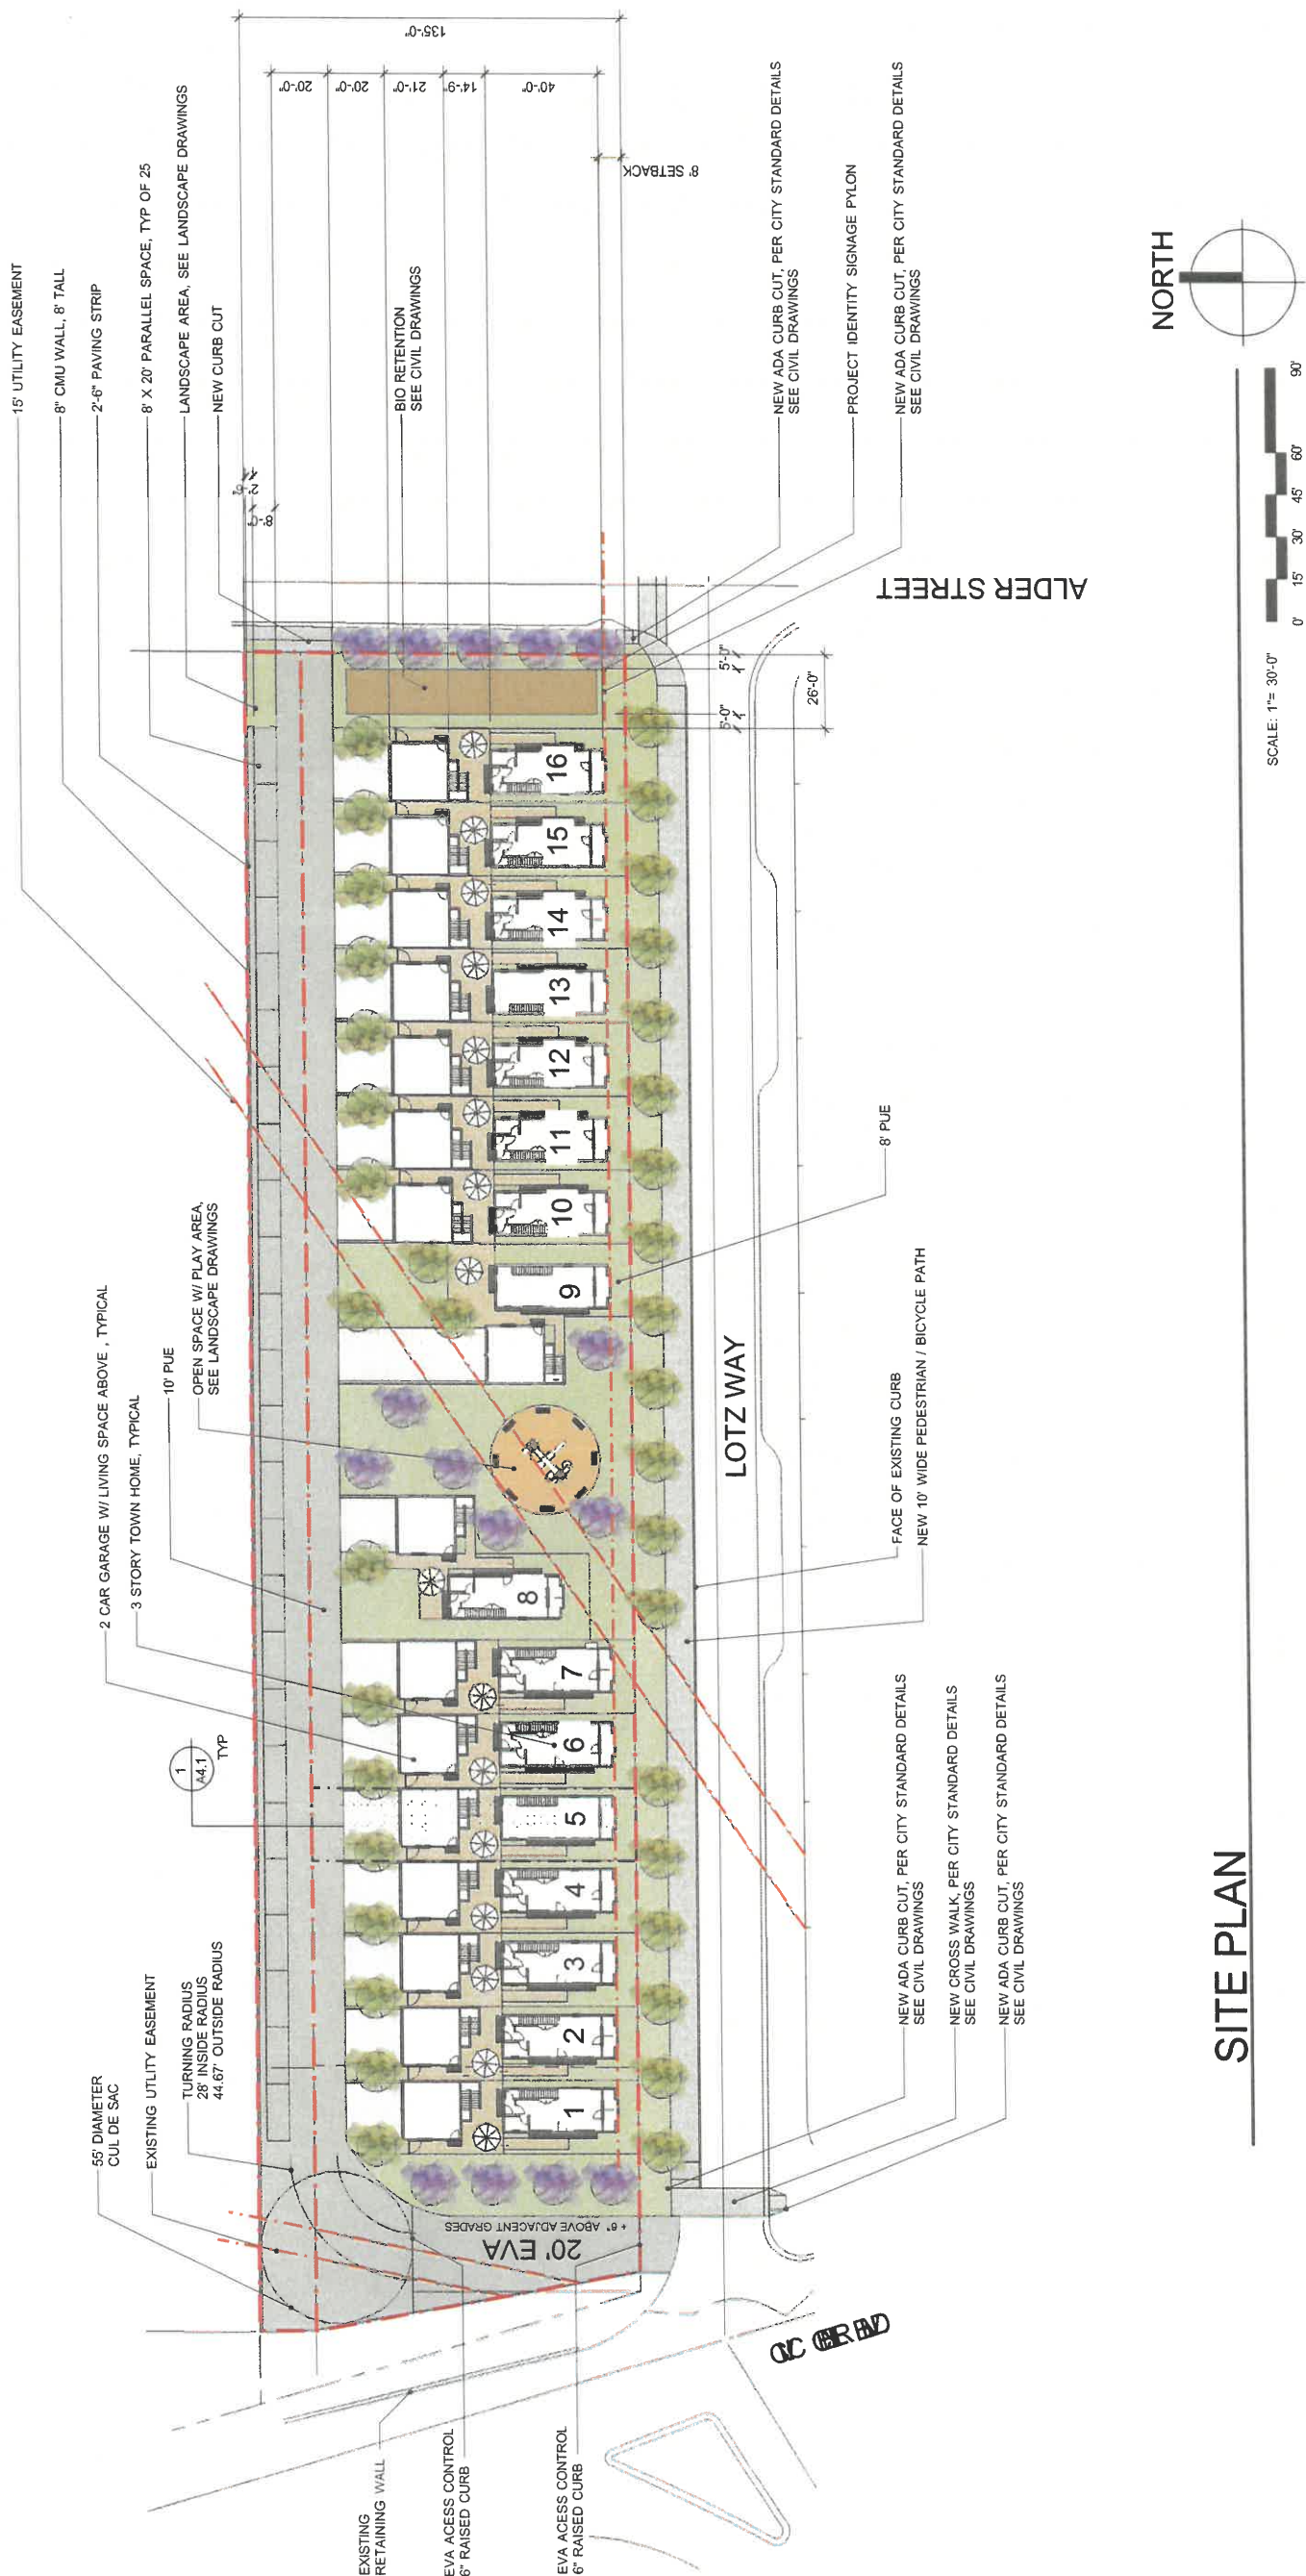 15' UTILITY EASEMENT
8" CMU WALL, 8' TALL
2'-6" PAVING STRIP
8' X 20' PARALLEL SPACE, TYP OF 25
LANDSCAPE AREA, SEE LANDSCAPE DRAWINGS
NEW CURB CUT
BIO RETENTION
SEE CIVIL DRAWINGS
135'-0"
20'-0"
20'-0"
21'-0"
14'-9"
40'-0"
8' SETBACK
8'-0"
NEW ADA CURB CUT, PER CITY STANDARD DETAILS
SEE CIVIL DRAWINGS
PROJECT IDENTITY SIGNAGE PYLON
NEW ADA CURB CUT, PER CITY STANDARD DETAILS
SEE CIVIL DRAWINGS
ALDER STREET
5'-0"
5'-0"
26'-0"
2 CAR GARAGE W/ LIVING SPACE ABOVE , TYPICAL
3 STORY TOWN HOME, TYPICAL
10' PUE
OPEN SPACE W/ PLAY AREA,
SEE LANDSCAPE DRAWINGS
1
A4.1
TYP
55' DIAMETER
CUL DE SAC
EXISTING UTLITY EASEMENT
TURNING RADIUS
28' INSIDE RADIUS
44.67' OUTSIDE RADIUS
1
2
3
4
5
6
7
8
9
10
11
12
13
14
15
16
20' EVA
+ 6" ABOVE ADJACENT GRADES
LOTZ WAY
8' PUE
FACE OF EXISTING CURB
NEW 10' WIDE PEDESTRIAN / BICYCLE PATH
NEW ADA CURB CUT, PER CITY STANDARD DETAILS
SEE CIVIL DRAWINGS
NEW CROSS WALK, PER CITY STANDARD DETAILS
SEE CIVIL DRAWINGS
NEW ADA CURB CUT, PER CITY STANDARD DETAILS
SEE CIVIL DRAWINGS
EXISTING
RETAINING WALL
EVA ACESS CONTROL
6" RAISED CURB
EVA ACESS CONTROL
6" RAISED CURB
SITE PLAN
SCALE: 1"= 30'-0"
0' 15' 30' 45' 60' 90'
NORTH